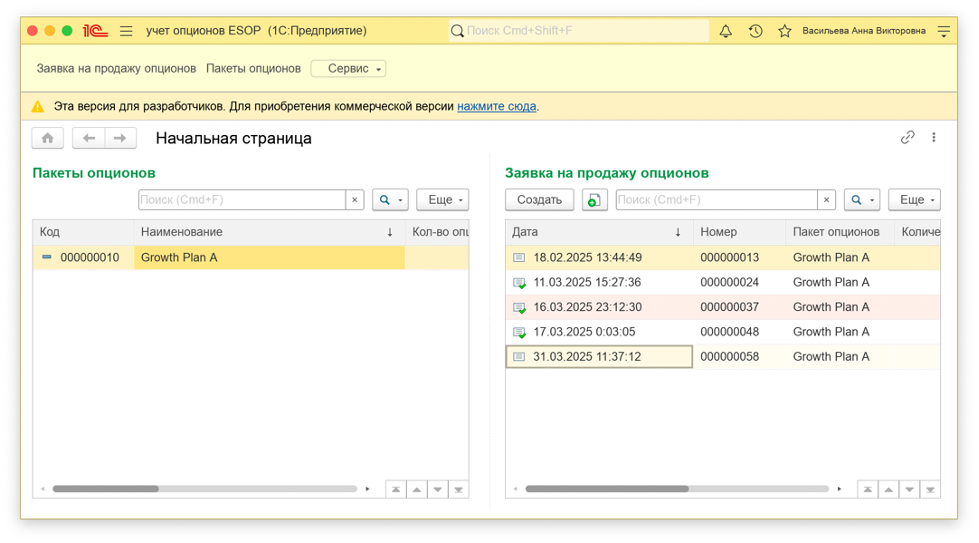 1С учет опционов ESOP (1С:Предприятие) Поиск Cmd+Shift+F Васильева Анна Викторовна
Заявка на продажу опционов Пакеты опционов Сервис
Эта версия для разработчиков. Для приобретения коммерческой версии нажмите сюда.
Начальная страница
Пакеты опционов
Поиск (Cmd+F) × Еще
Код Наименование ↓ Кол-во опц
000000010 Growth Plan A
Заявка на продажу опционов
Создать Поиск (Cmd+F) × Еще
Дата ↓ Номер Пакет опционов Количе
18.02.2025 13:44:49 000000013 Growth Plan A
11.03.2025 15:27:36 000000024 Growth Plan A
16.03.2025 23:12:30 000000037 Growth Plan A
17.03.2025 0:03:05 000000048 Growth Plan A
31.03.2025 11:37:12 000000058 Growth Plan A